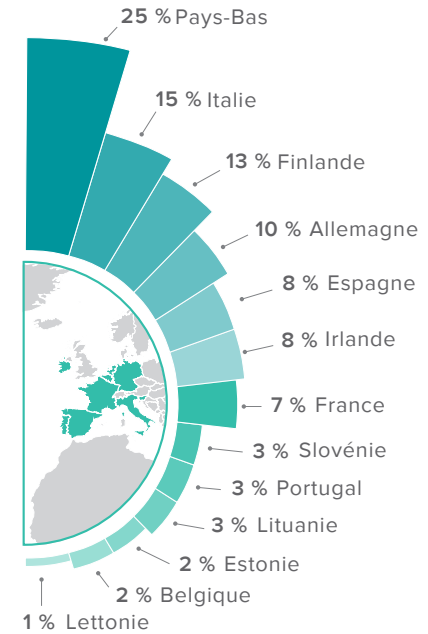 25 % Pays-Bas
15 % Italie
13 % Finlande
10 % Allemagne
8 % Espagne
8 % Irlande
7 % France
3 % Slovénie
3 % Portugal
3 % Lituanie
2 % Estonie
2 % Belgique
1 % Lettonie